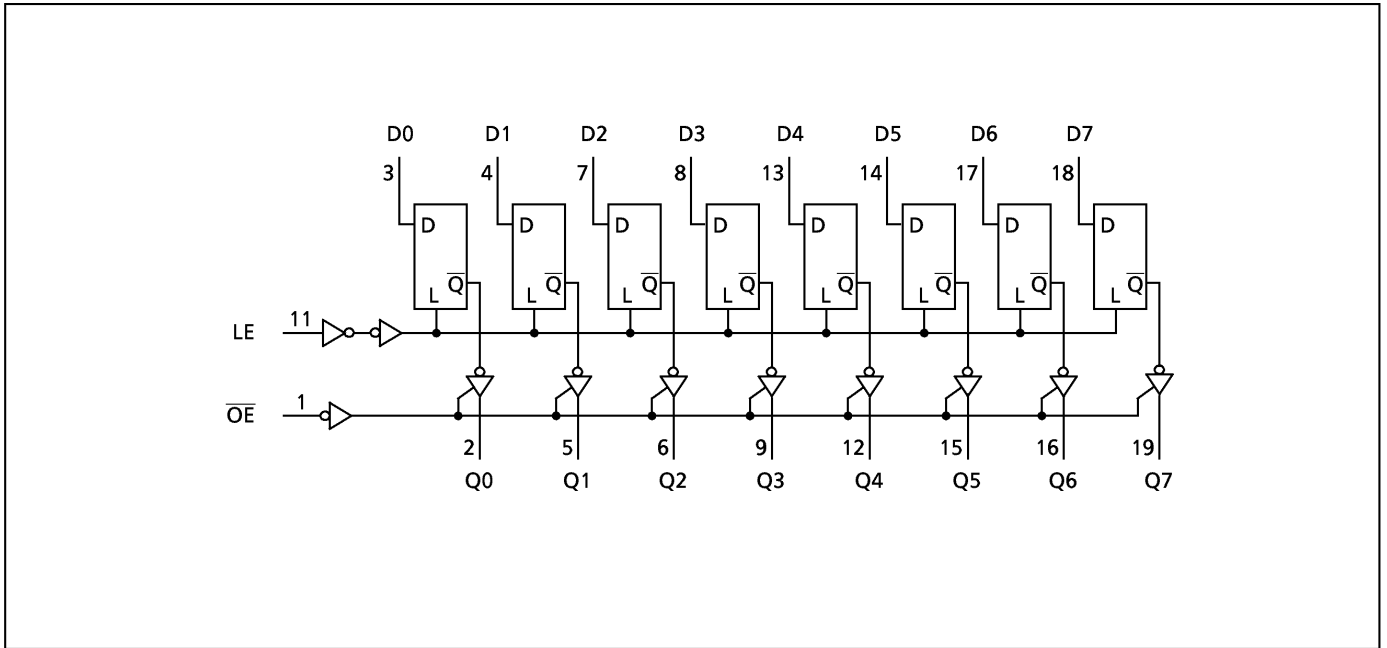 D0 D1 D2 D3 D4 D5 D6 D7
3 4 7 8 13 14 17 18
D D D D D D D D
Q̅ Q̅ Q̅ Q̅ Q̅ Q̅ Q̅ Q̅
L L L L L L L L
LE 11
O̅E̅ 1
2 5 6 9 12 15 16 19
Q0 Q1 Q2 Q3 Q4 Q5 Q6 Q7